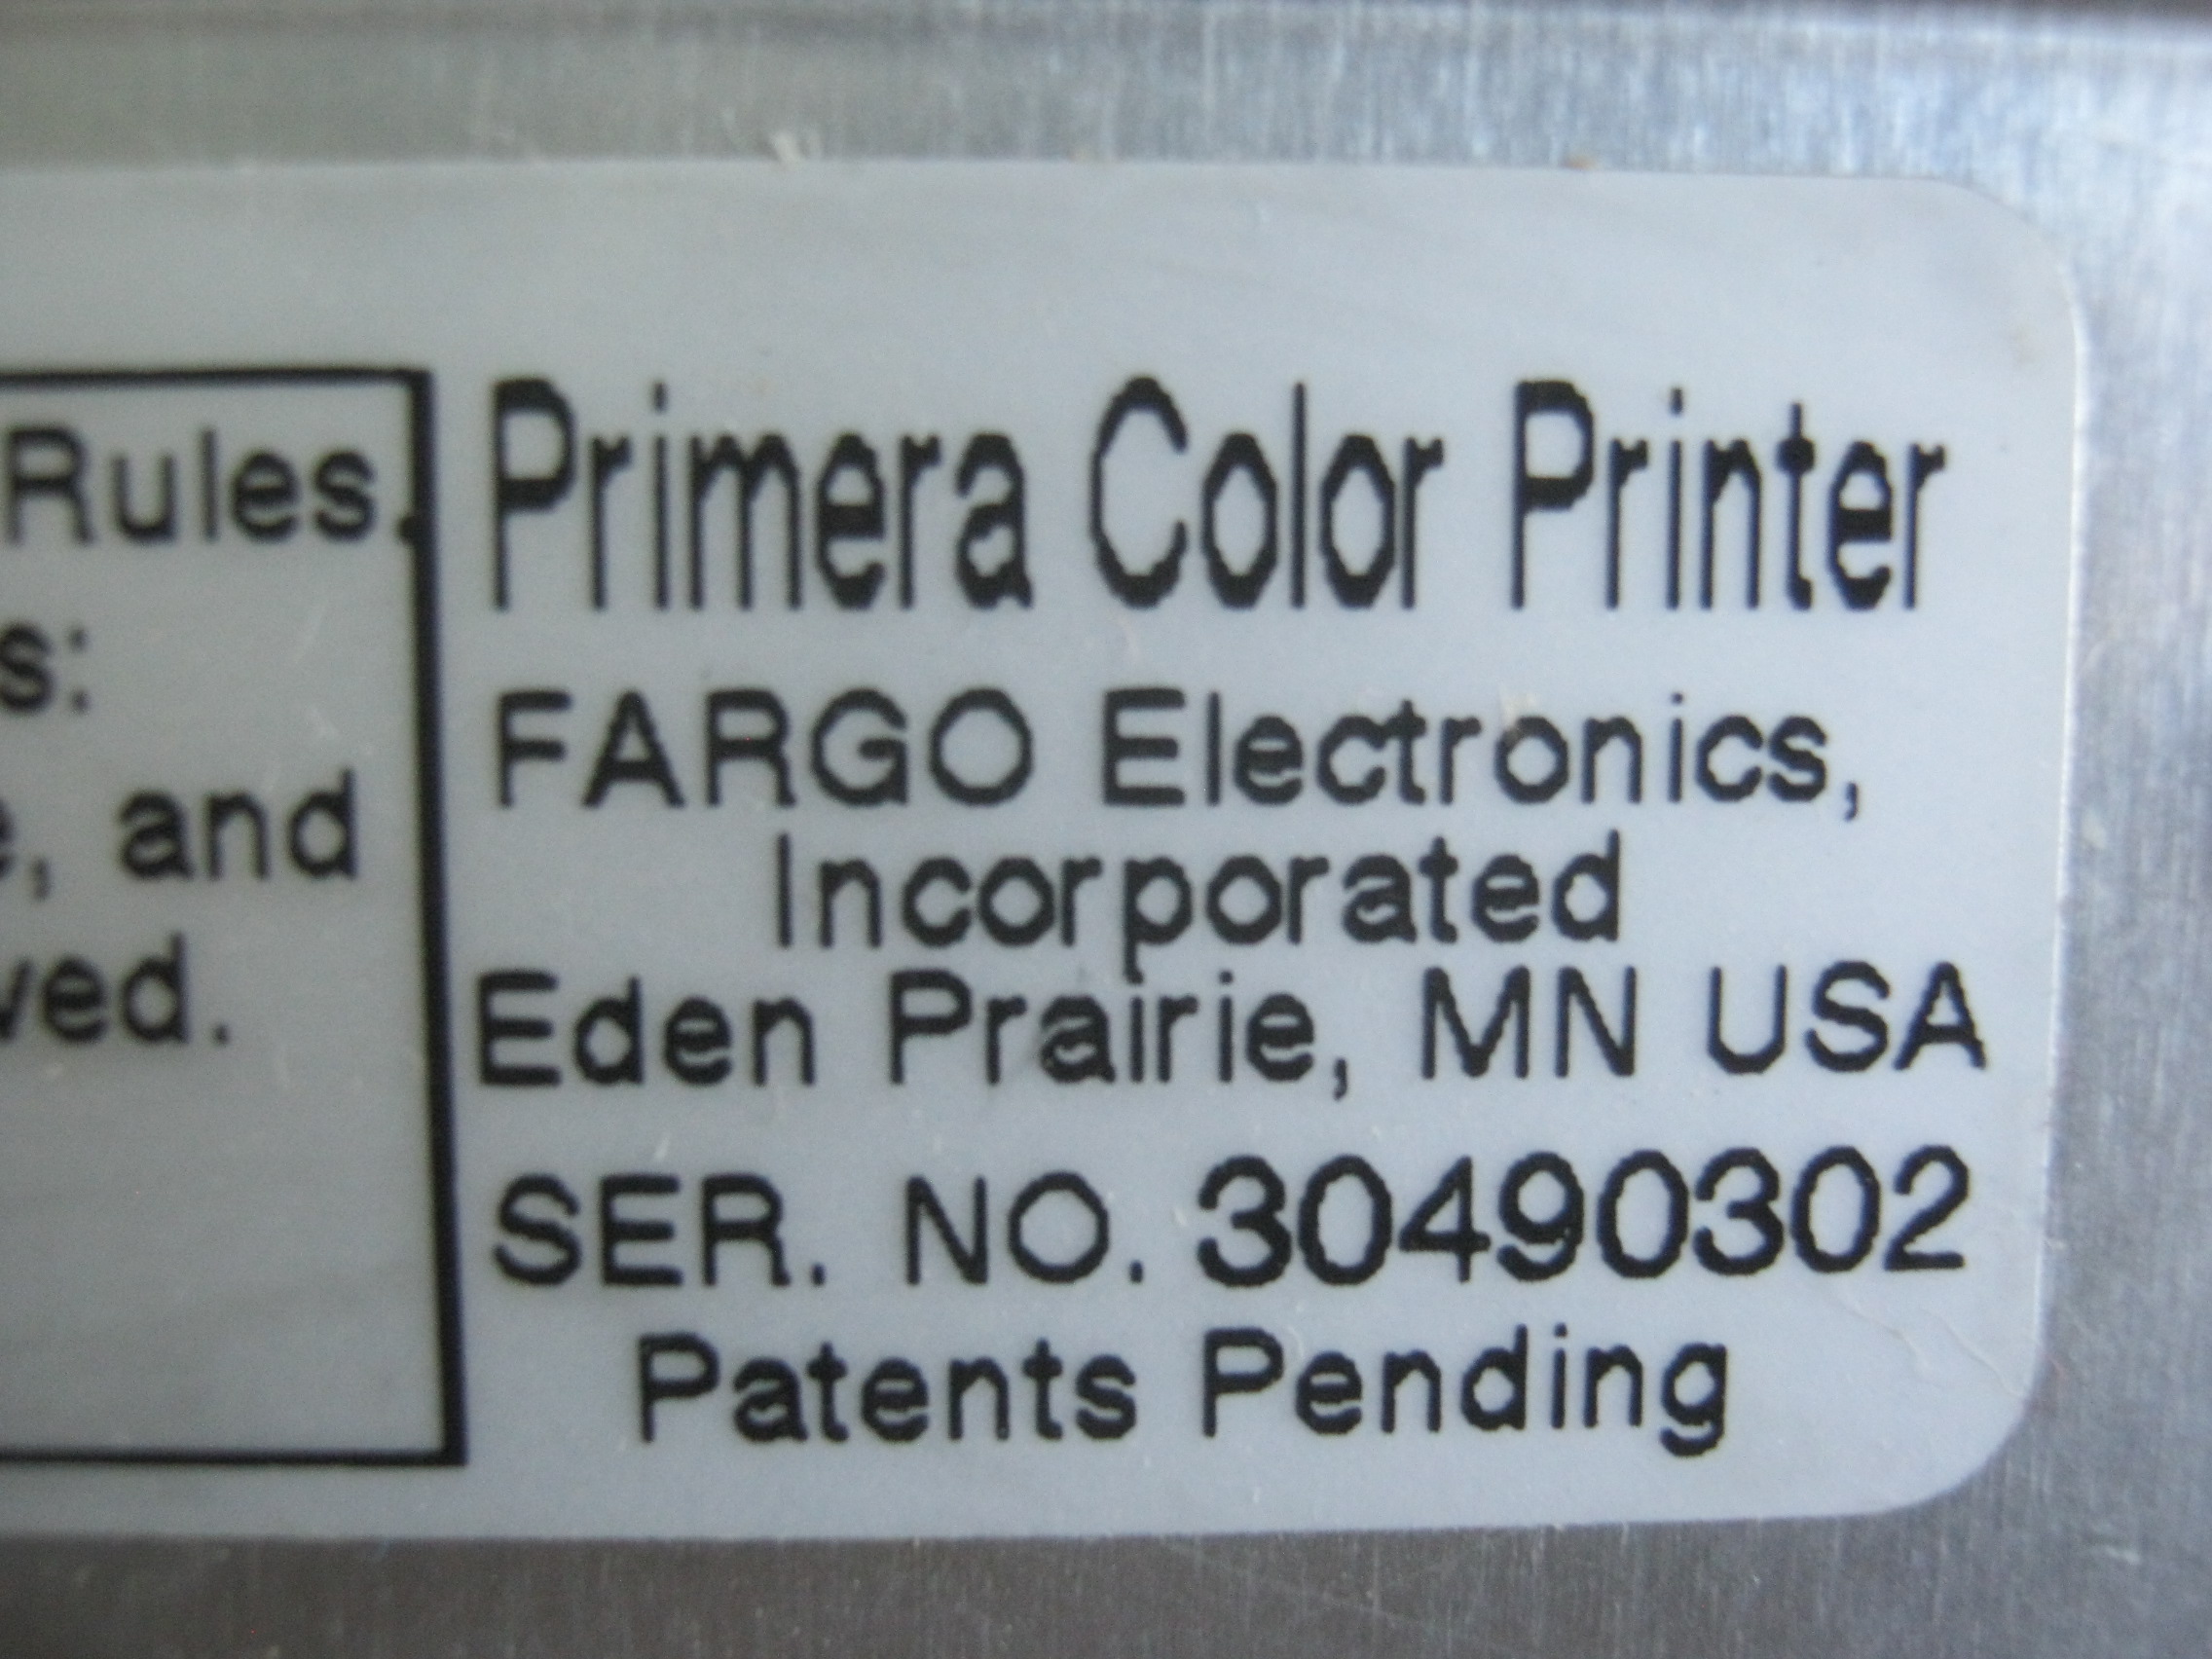 Rules.
s:
, and
ved.
Primera Color Printer
FARGO Electronics,
Incorporated
Eden Prairie, MN USA
SER. NO. 30490302
Patents Pending